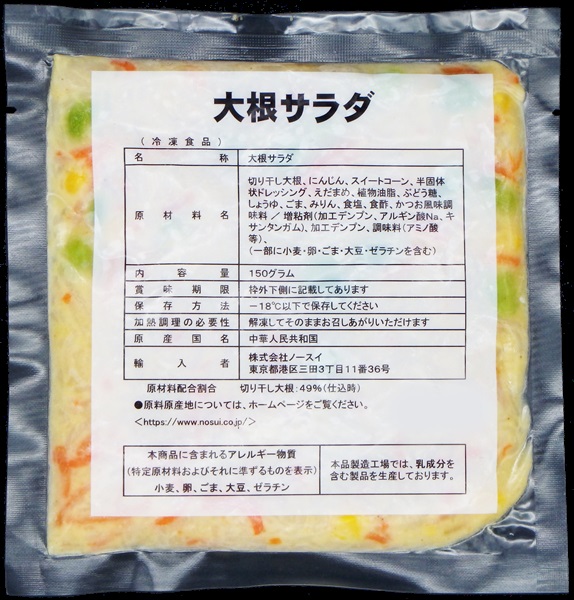 大根サラダ
(冷凍食品)
名称 大根サラダ
原材料名 切り干し大根、にんじん、スイートコーン、半固体
状ドレッシング、えだまめ、植物油脂、ぶどう糖、
しょうゆ、ごま、みりん、食塩、食酢、かつお風味調
味料/増粘剤(加工デンプン、アルギン酸Na、キ
サンタンガム)、加工デンプン、調味料(アミノ酸
等)、
(一部に小麦・卵・ごま・大豆・ゼラチンを含む)
内容量 150グラム
賞味期限 枠外下側に記載してあります
保存方法 −18℃以下で保存してください
加熱調理の必要性 解凍してそのままお召しあがりいただけます
原産国名 中華人民共和国
輸入者 株式会社ノースイ
東京都港区三田3丁目11番36号
原材料配合割合 切り干し大根:49%(仕込時)
●原料原産地については、ホームページをご覧ください。
<https://www.nosui.co.jp/>
本商品に含まれるアレルギー物質
(特定原材料およびそれに準ずるものを表示)
小麦、卵、ごま、大豆、ゼラチン
本品製造工場では、乳成分を
含む製品を生産しております。